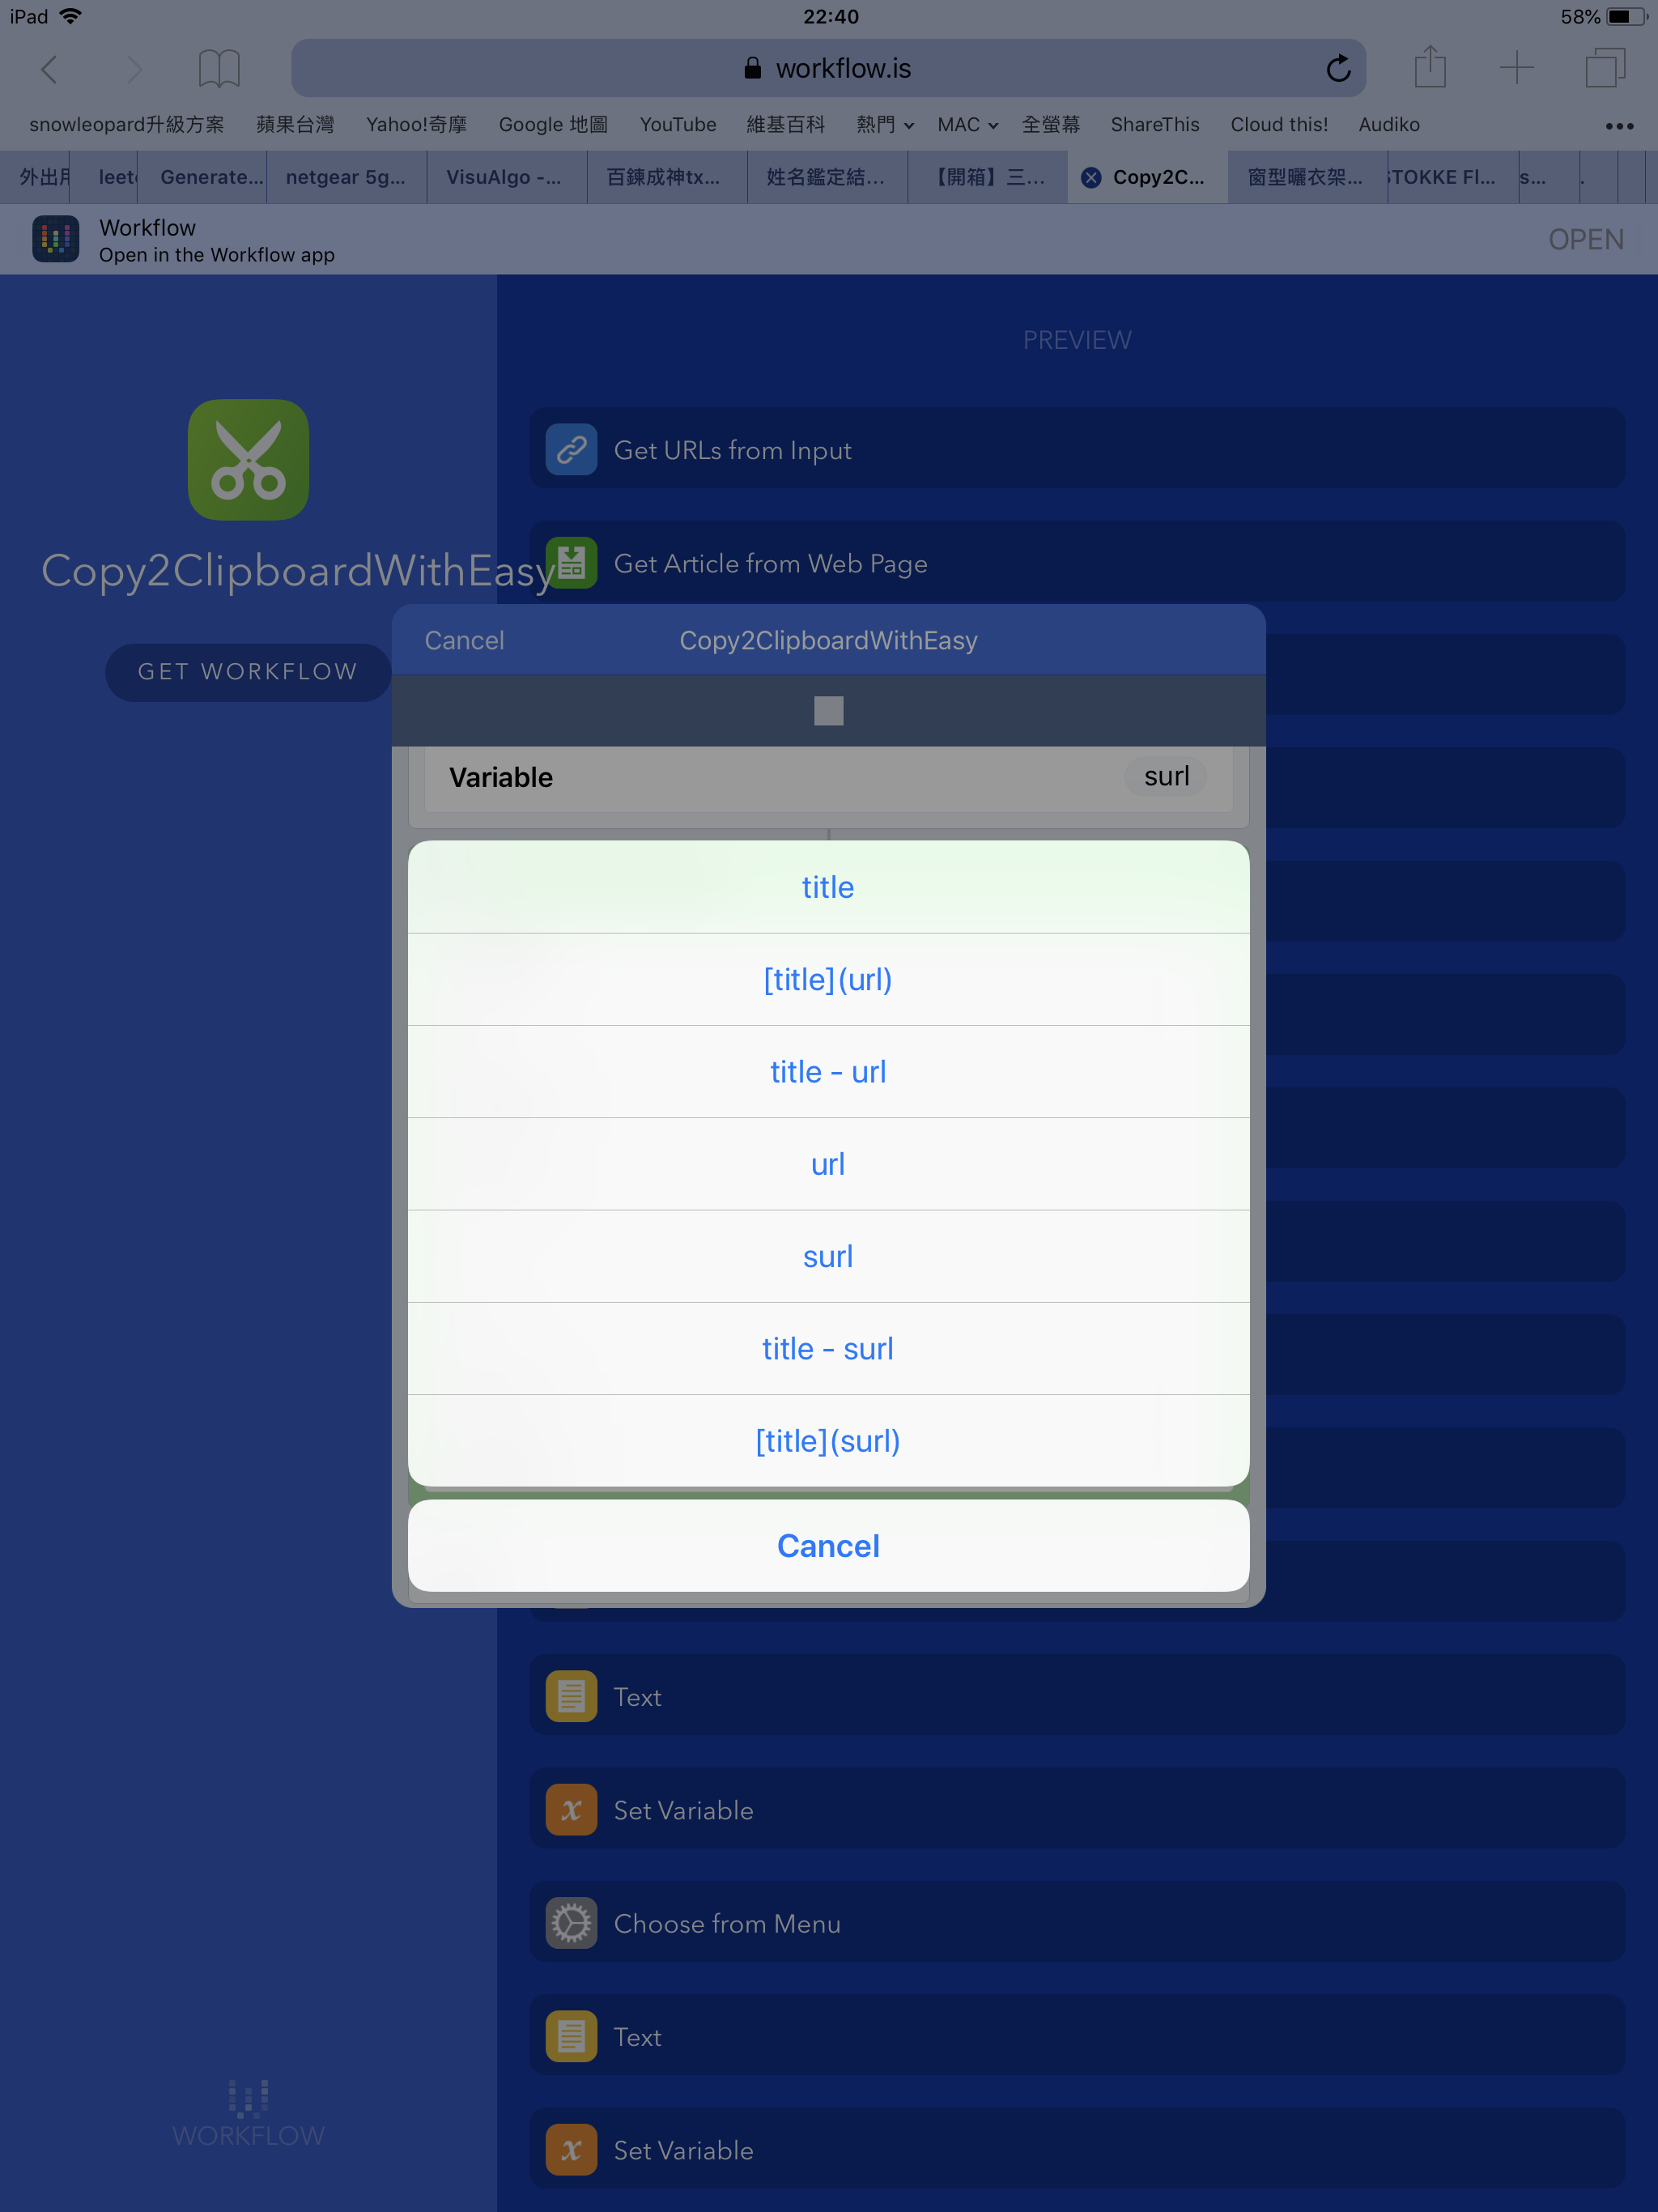 iPad 22:40 58%
workflow.is
snowleopard升級方案 蘋果台灣 Yahoo!奇摩 Google 地圖 YouTube 維基百科 熱門 MAC 全螢幕 ShareThis Cloud this! Audiko
外出 Generate... netgear 5g... VisuAlgo -... 百鍊成神tx... 姓名鑑定結... 【開箱】三... Copy2C... 窗型曬衣架... STOKKE Fl... s... .
Workflow
Open in the Workflow app
OPEN
PREVIEW
Get URLs from Input
Get Article from Web Page
Copy2ClipboardWithEasy
GET WORKFLOW
Cancel Copy2ClipboardWithEasy
Variable surl
title
[title](url)
title - url
url
surl
title - surl
[title](surl)
Cancel
Text
Set Variable
Choose from Menu
Text
Set Variable
WORKFLOW